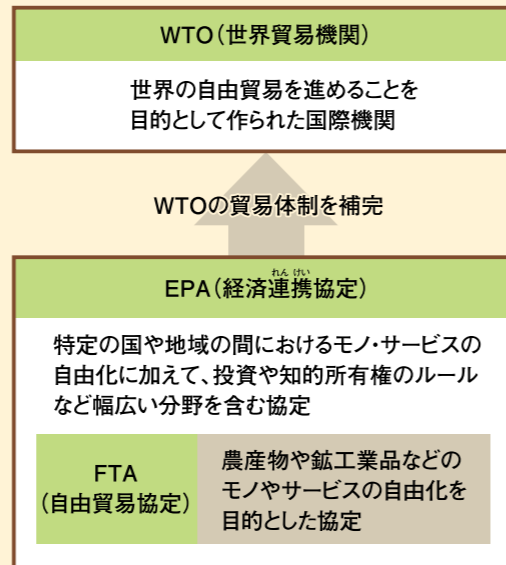 WTO(世界貿易機関)
世界の自由貿易を進めることを
目的として作られた国際機関
WTOの貿易体制を補完
れん けい
EPA(経済連携協定)
特定の国や地域の間におけるモノ・サービスの
自由化に加えて、投資や知的所有権のルール
など幅広い分野を含む協定
FTA
(自由貿易協定)
農産物や鉱工業品などの
モノやサービスの自由化を
目的とした協定